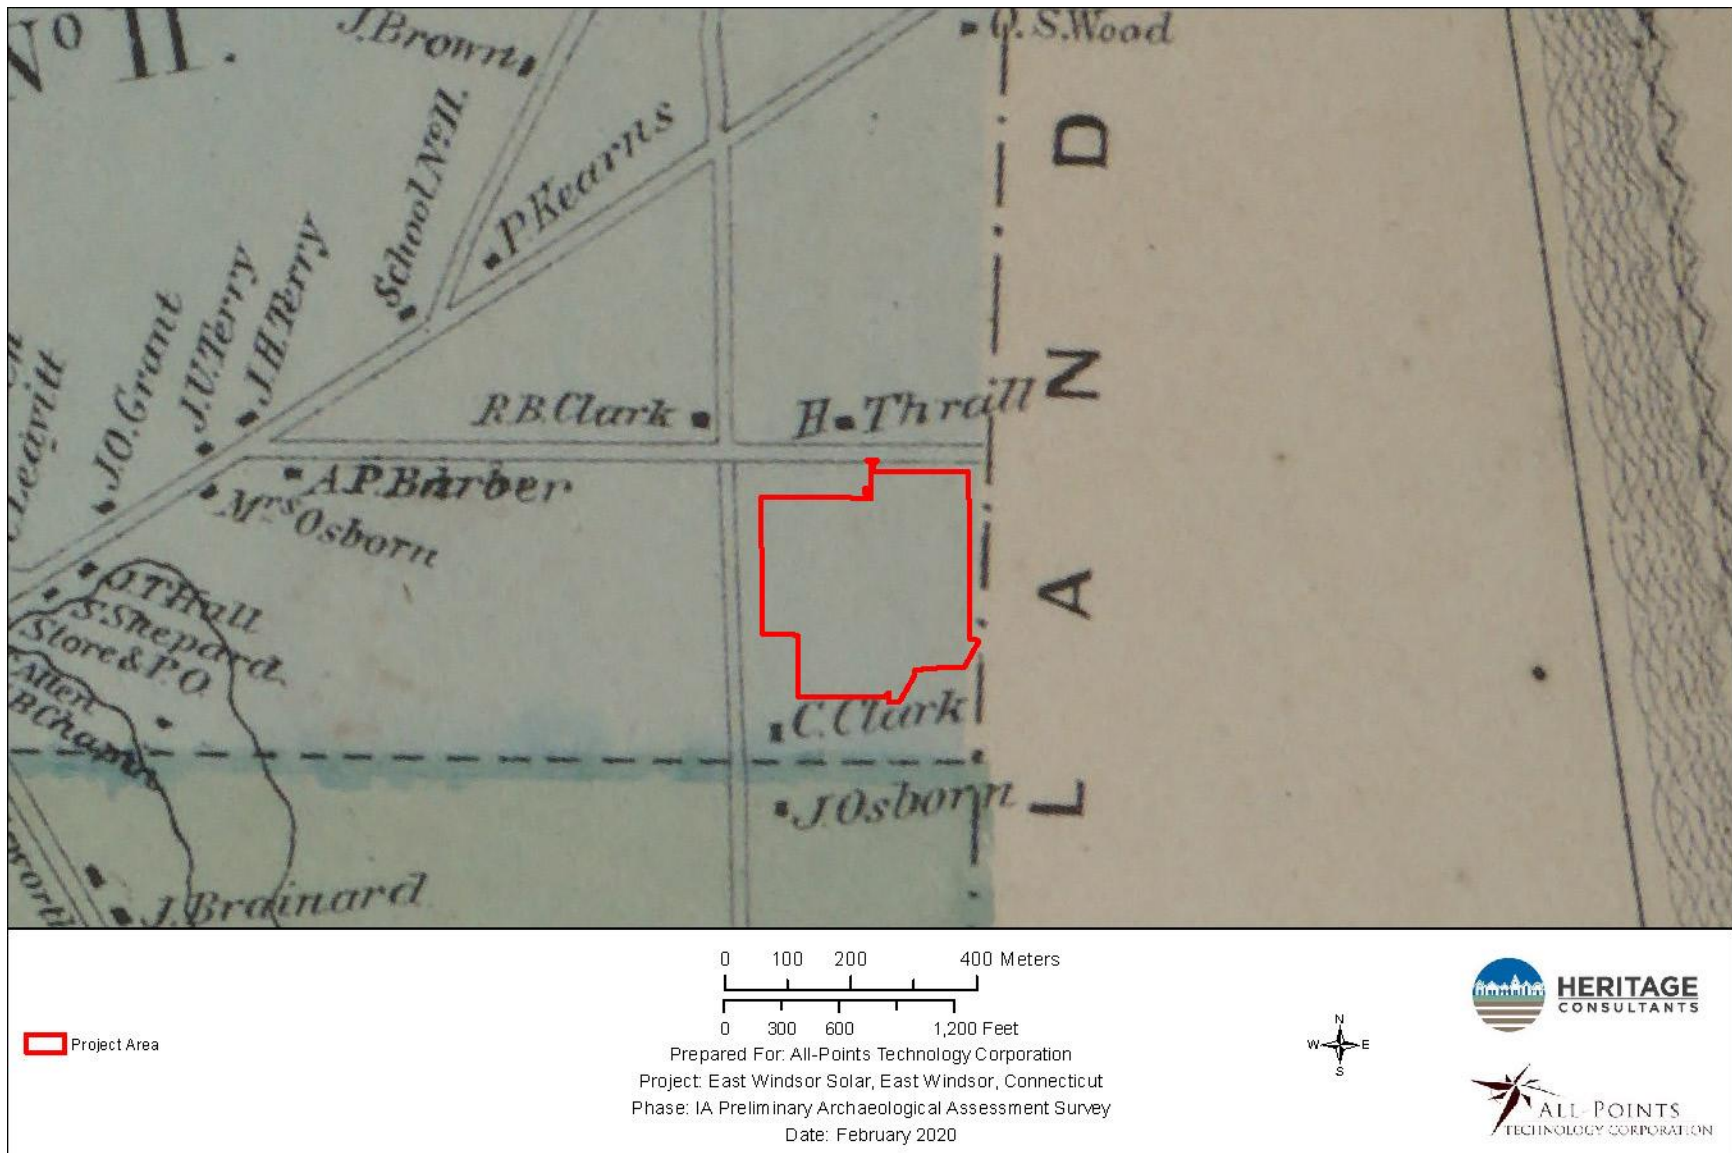 No 11.
J.Brown
O.S.Wood
School No 11.
P.Kearns
D
N
A
L
J.O.Grant
J.V.Terry
J.H.Terry
Leavitt
R.B.Clark
H Thrall
A.P.Barber
Mrs Osborn
J.T.Hall
S.Shepard.
Store & P.O
Allen
C.Clark
J.Osborn
J.Brainard
0 100 200 400 Meters
0 300 600 1,200 Feet
Project Area
Prepared For: All-Points Technology Corporation
Project: East Windsor Solar, East Windsor, Connecticut
Phase: IA Preliminary Archaeological Assessment Survey
Date: February 2020
N
W E
S
HERITAGE
CONSULTANTS
ALL-POINTS
TECHNOLOGY CORPORATION